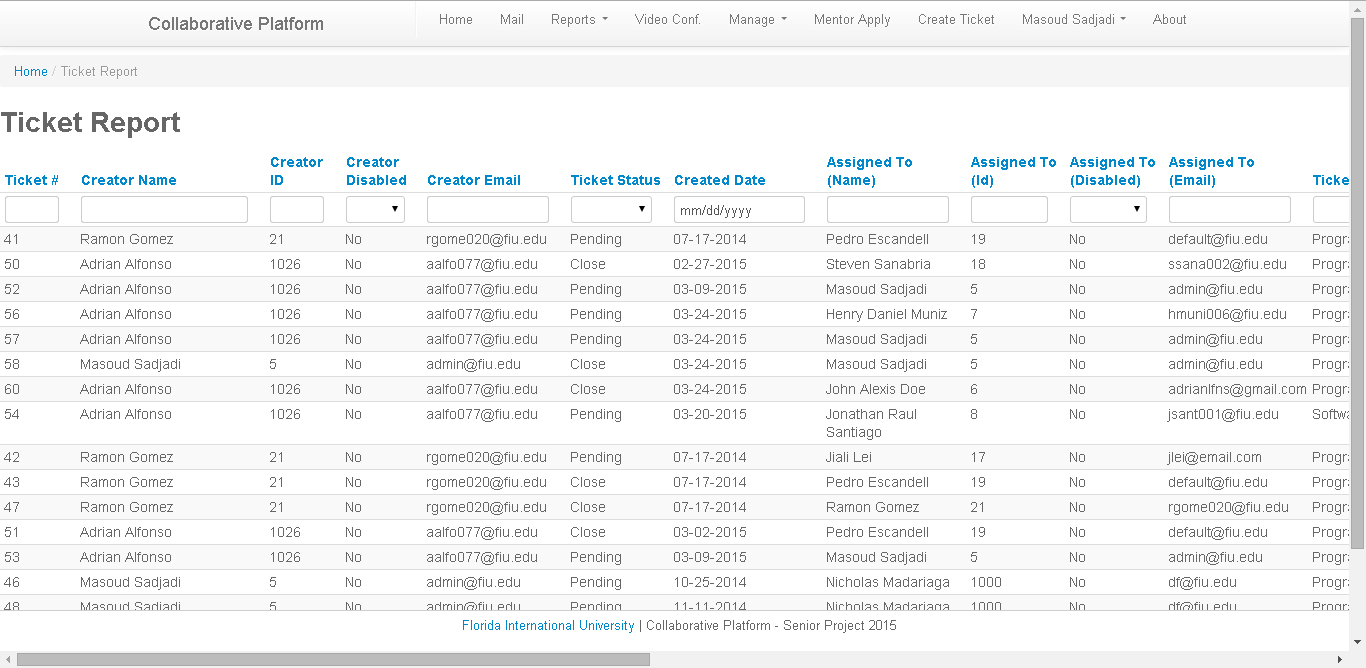 Collaborative Platform Home Mail Reports Video Conf. Manage Mentor Apply Create Ticket Masoud Sadjadi About
Home / Ticket Report
Ticket Report
Ticket # Creator Name Creator ID Creator Disabled Creator Email Ticket Status Created Date Assigned To (Name) Assigned To (Id) Assigned To (Disabled) Assigned To (Email) Ticke
mm/dd/yyyy
41 Ramon Gomez 21 No rgome020@fiu.edu Pending 07-17-2014 Pedro Escandell 19 No default@fiu.edu Progr
50 Adrian Alfonso 1026 No aalfo077@fiu.edu Close 02-27-2015 Steven Sanabria 18 No ssana002@fiu.edu Progr
52 Adrian Alfonso 1026 No aalfo077@fiu.edu Pending 03-09-2015 Masoud Sadjadi 5 No admin@fiu.edu Progr
56 Adrian Alfonso 1026 No aalfo077@fiu.edu Pending 03-24-2015 Henry Daniel Muniz 7 No hmuni006@fiu.edu Progr
57 Adrian Alfonso 1026 No aalfo077@fiu.edu Pending 03-24-2015 Masoud Sadjadi 5 No admin@fiu.edu Progr
58 Masoud Sadjadi 5 No admin@fiu.edu Close 03-24-2015 Masoud Sadjadi 5 No admin@fiu.edu Progr
60 Adrian Alfonso 1026 No aalfo077@fiu.edu Close 03-24-2015 John Alexis Doe 6 No adrianlfns@gmail.com Progr
54 Adrian Alfonso 1026 No aalfo077@fiu.edu Pending 03-20-2015 Jonathan Raul Santiago 8 No jsant001@fiu.edu Softwa
42 Ramon Gomez 21 No rgome020@fiu.edu Pending 07-17-2014 Jiali Lei 17 No jlei@email.com Progr
43 Ramon Gomez 21 No rgome020@fiu.edu Close 07-17-2014 Pedro Escandell 19 No default@fiu.edu Progr
47 Ramon Gomez 21 No rgome020@fiu.edu Close 07-17-2014 Ramon Gomez 21 No rgome020@fiu.edu Progr
51 Adrian Alfonso 1026 No aalfo077@fiu.edu Close 03-02-2015 Pedro Escandell 19 No default@fiu.edu Progr
53 Adrian Alfonso 1026 No aalfo077@fiu.edu Pending 03-09-2015 Masoud Sadjadi 5 No admin@fiu.edu Progr
46 Masoud Sadjadi 5 No admin@fiu.edu Pending 10-25-2014 Nicholas Madariaga 1000 No df@fiu.edu Progr
48 Masoud Sadjadi 5 No admin@fiu.edu Pending 11-11-2014 Nicholas Madariaga 1000 No df@fiu.edu Progr
Florida International University | Collaborative Platform - Senior Project 2015